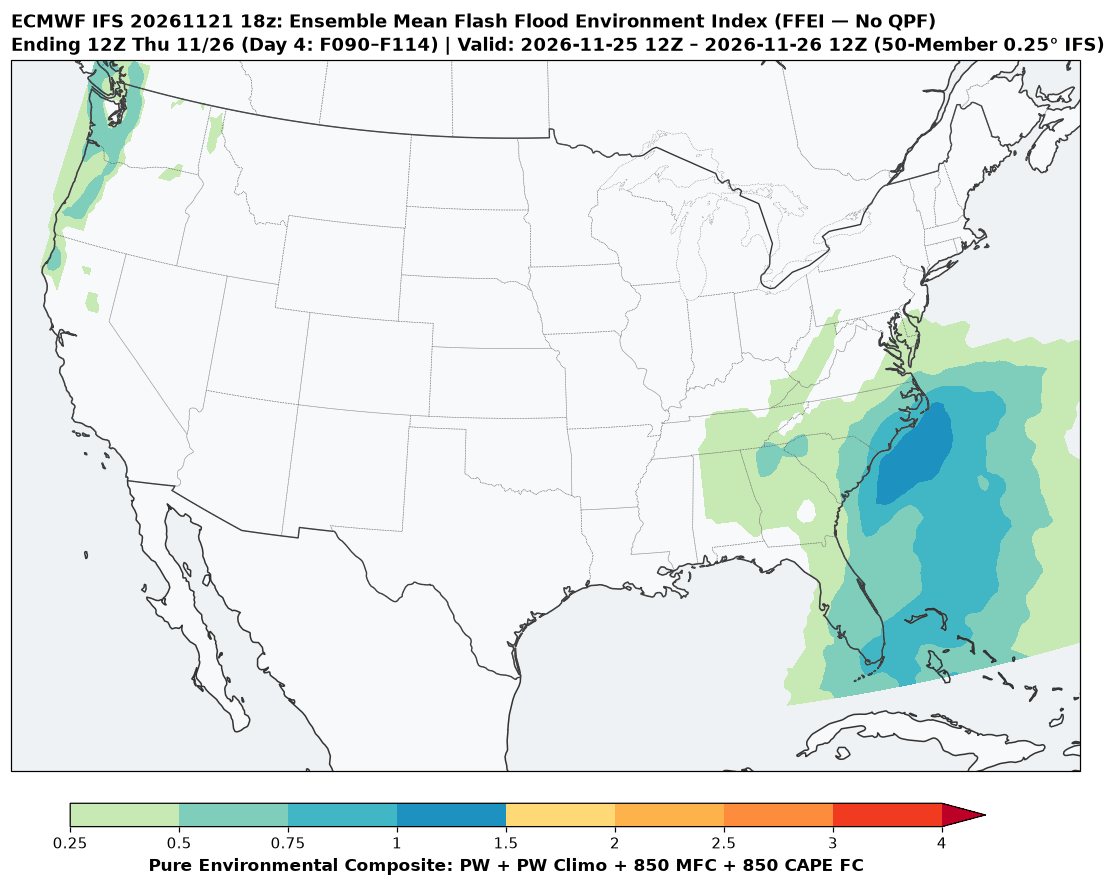 ECMWF IFS 20261121 18z: Ensemble Mean Flash Flood Environment Index (FFEI — No QPF)
Ending 12Z Thu 11/26 (Day 4: F090–F114) | Valid: 2026-11-25 12Z – 2026-11-26 12Z (50-Member 0.25° IFS)
0.25 0.5 0.75 1 1.5 2 2.5 3 4
Pure Environmental Composite: PW + PW Climo + 850 MFC + 850 CAPE FC